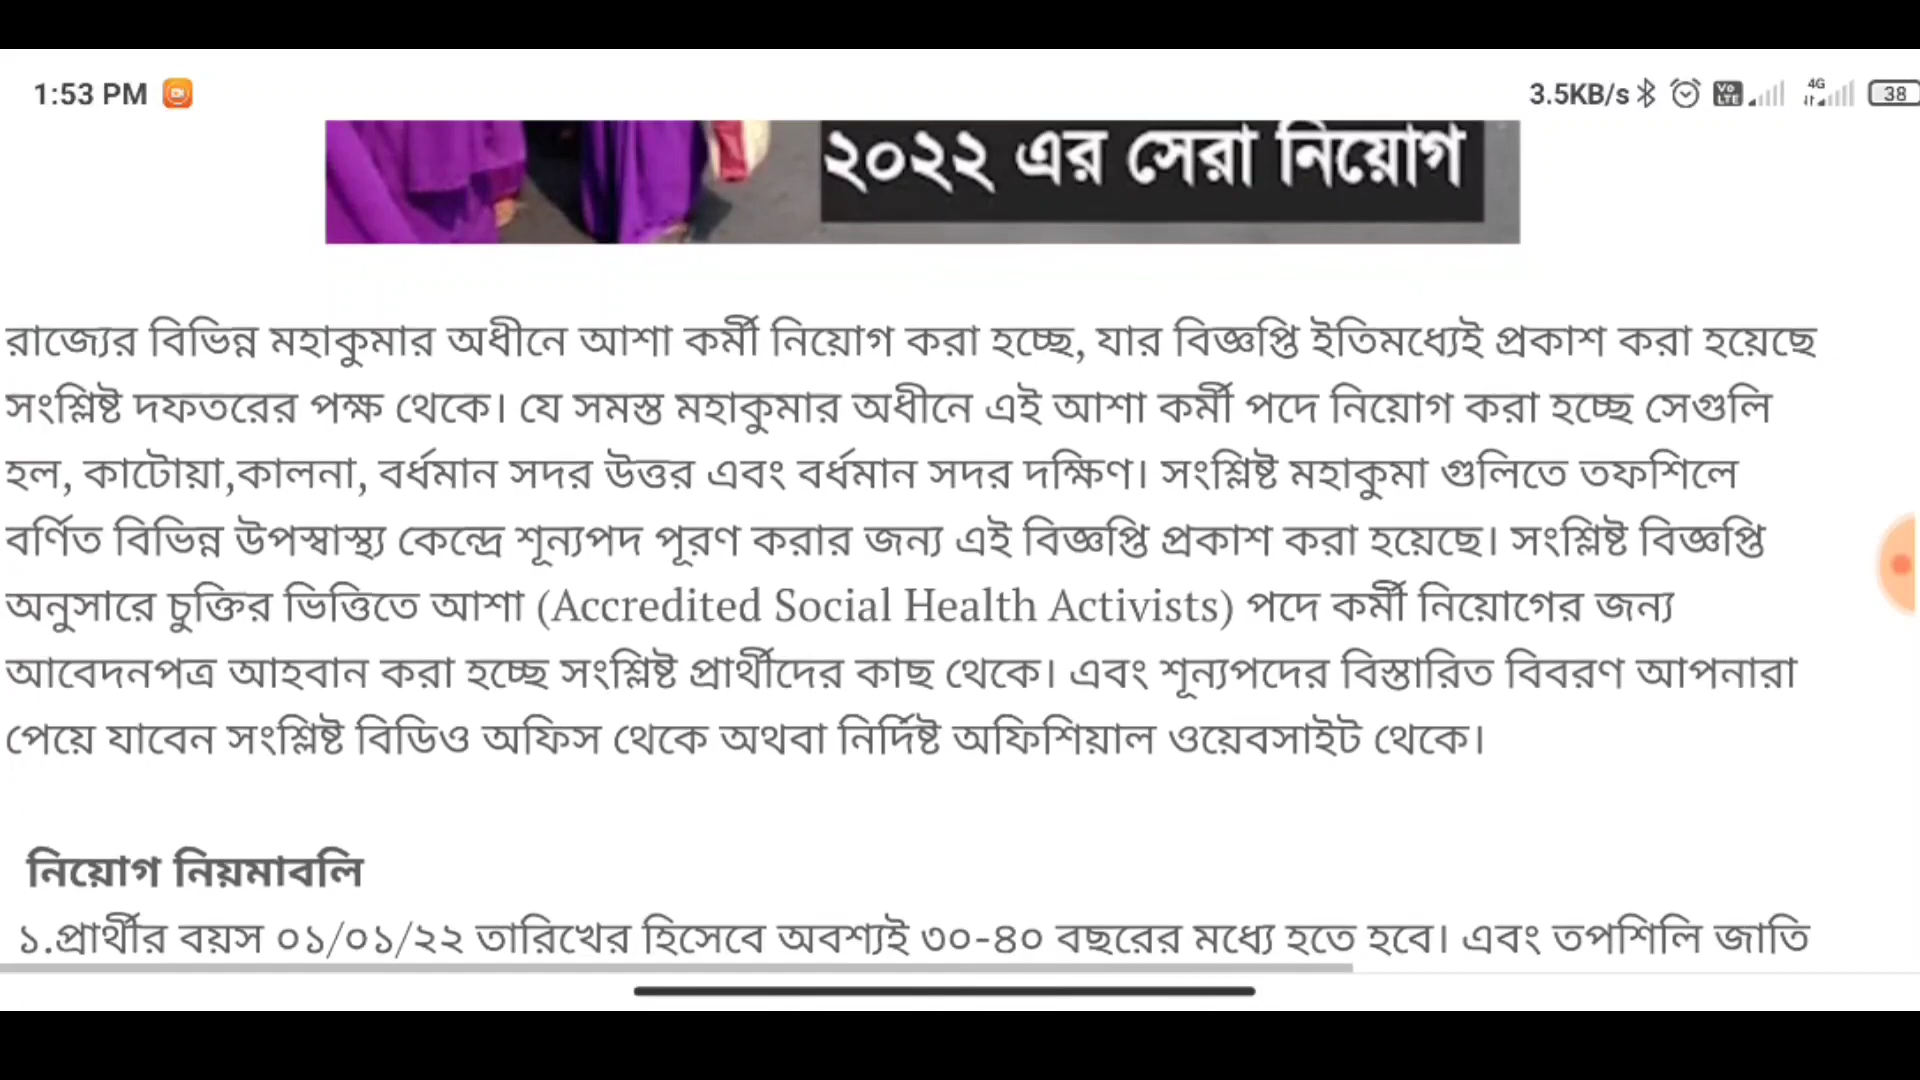 1:53 PM
3.5KB/s
Vo LTE
4G
38
২০২২ এর সেরা নিয়োগ
রাজ্যের বিভিন্ন মহাকুমার অধীনে আশা কর্মী নিয়োগ করা হচ্ছে, যার বিজ্ঞপ্তি ইতিমধ্যেই প্রকাশ করা হয়েছে
সংশ্লিষ্ট দফতরের পক্ষ থেকে। যে সমস্ত মহাকুমার অধীনে এই আশা কর্মী পদে নিয়োগ করা হচ্ছে সেগুলি
হল, কাটোয়া,কালনা, বর্ধমান সদর উত্তর এবং বর্ধমান সদর দক্ষিণ। সংশ্লিষ্ট মহাকুমা গুলিতে তফশিলে
বর্ণিত বিভিন্ন উপস্বাস্থ্য কেন্দ্রে শূন্যপদ পূরণ করার জন্য এই বিজ্ঞপ্তি প্রকাশ করা হয়েছে। সংশ্লিষ্ট বিজ্ঞপ্তি
অনুসারে চুক্তির ভিত্তিতে আশা (Accredited Social Health Activists) পদে কর্মী নিয়োগের জন্য
আবেদনপত্র আহবান করা হচ্ছে সংশ্লিষ্ট প্রার্থীদের কাছ থেকে। এবং শূন্যপদের বিস্তারিত বিবরণ আপনারা
পেয়ে যাবেন সংশ্লিষ্ট বিডিও অফিস থেকে অথবা নির্দিষ্ট অফিশিয়াল ওয়েবসাইট থেকে।
নিয়োগ নিয়মাবলি
১.প্রার্থীর বয়স ০১/০১/২২ তারিখের হিসেবে অবশ্যই ৩০-৪০ বছরের মধ্যে হতে হবে। এবং তপশিলি জাতি